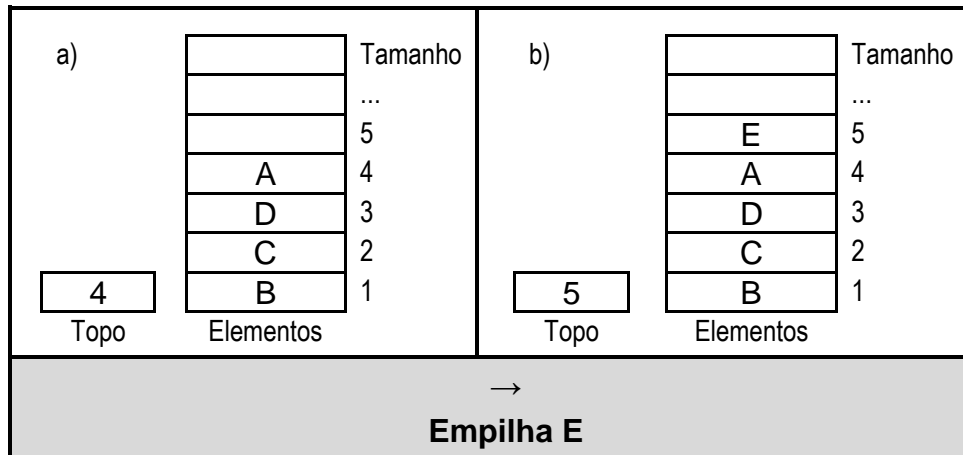 a)
Tamanho
...
5
A 4
D 3
C 2
4 B 1
Topo Elementos
b)
Tamanho
...
E 5
A 4
D 3
C 2
5 B 1
Topo Elementos
→
Empilha E